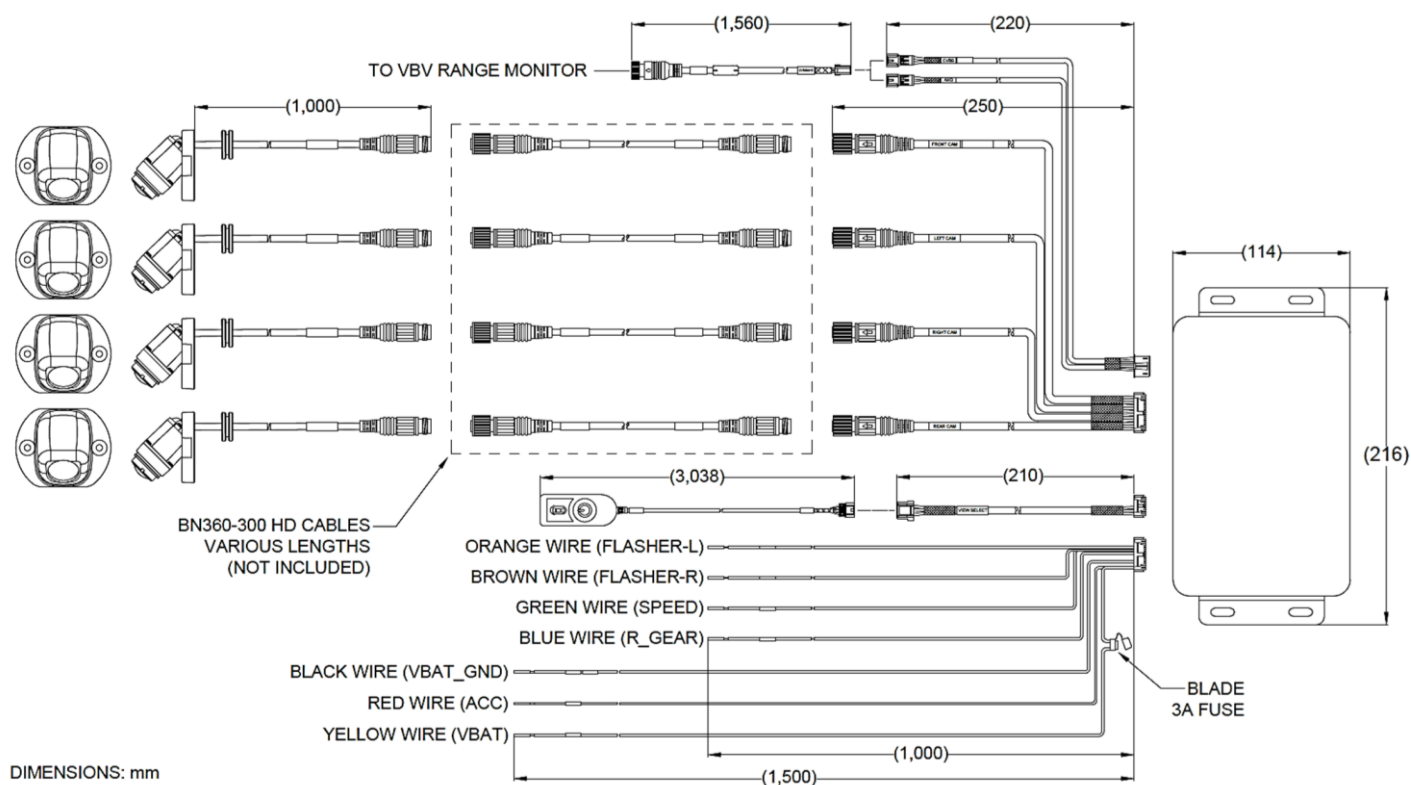 (1,560)
(220)
TO VBV RANGE MONITOR
CVBS
AHD
(1,000)
(250)
FRONT CAM
LEFT CAM
(114)
RIGHT CAM
REAR CAM
(216)
(3,038)
(210)
VIEW SELECT
BN360-300 HD CABLES
VARIOUS LENGTHS
(NOT INCLUDED)
ORANGE WIRE (FLASHER-L)
BROWN WIRE (FLASHER-R)
GREEN WIRE (SPEED)
BLUE WIRE (R_GEAR)
BLACK WIRE (VBAT_GND)
RED WIRE (ACC)
YELLOW WIRE (VBAT)
BLADE
3A FUSE
(1,000)
(1,500)
DIMENSIONS: mm